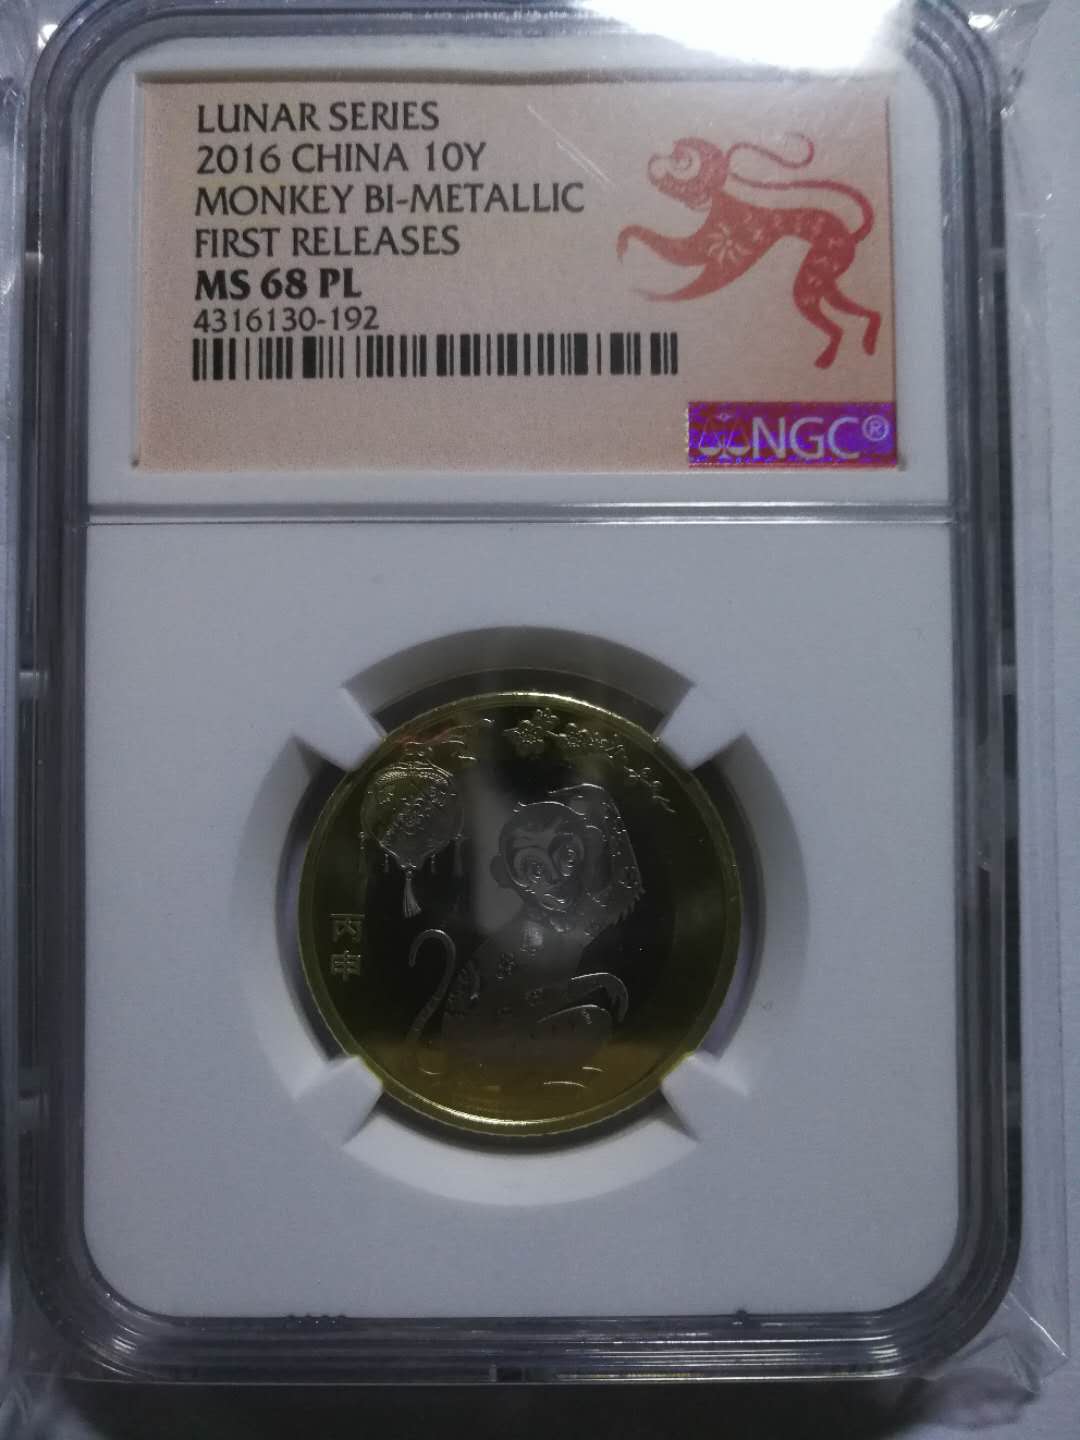 LUNAR SERIES
2016 CHINA 10Y
MONKEY BI-METALLIC
FIRST RELEASES
MS 68 PL
4316130-192
NGC®
丙申